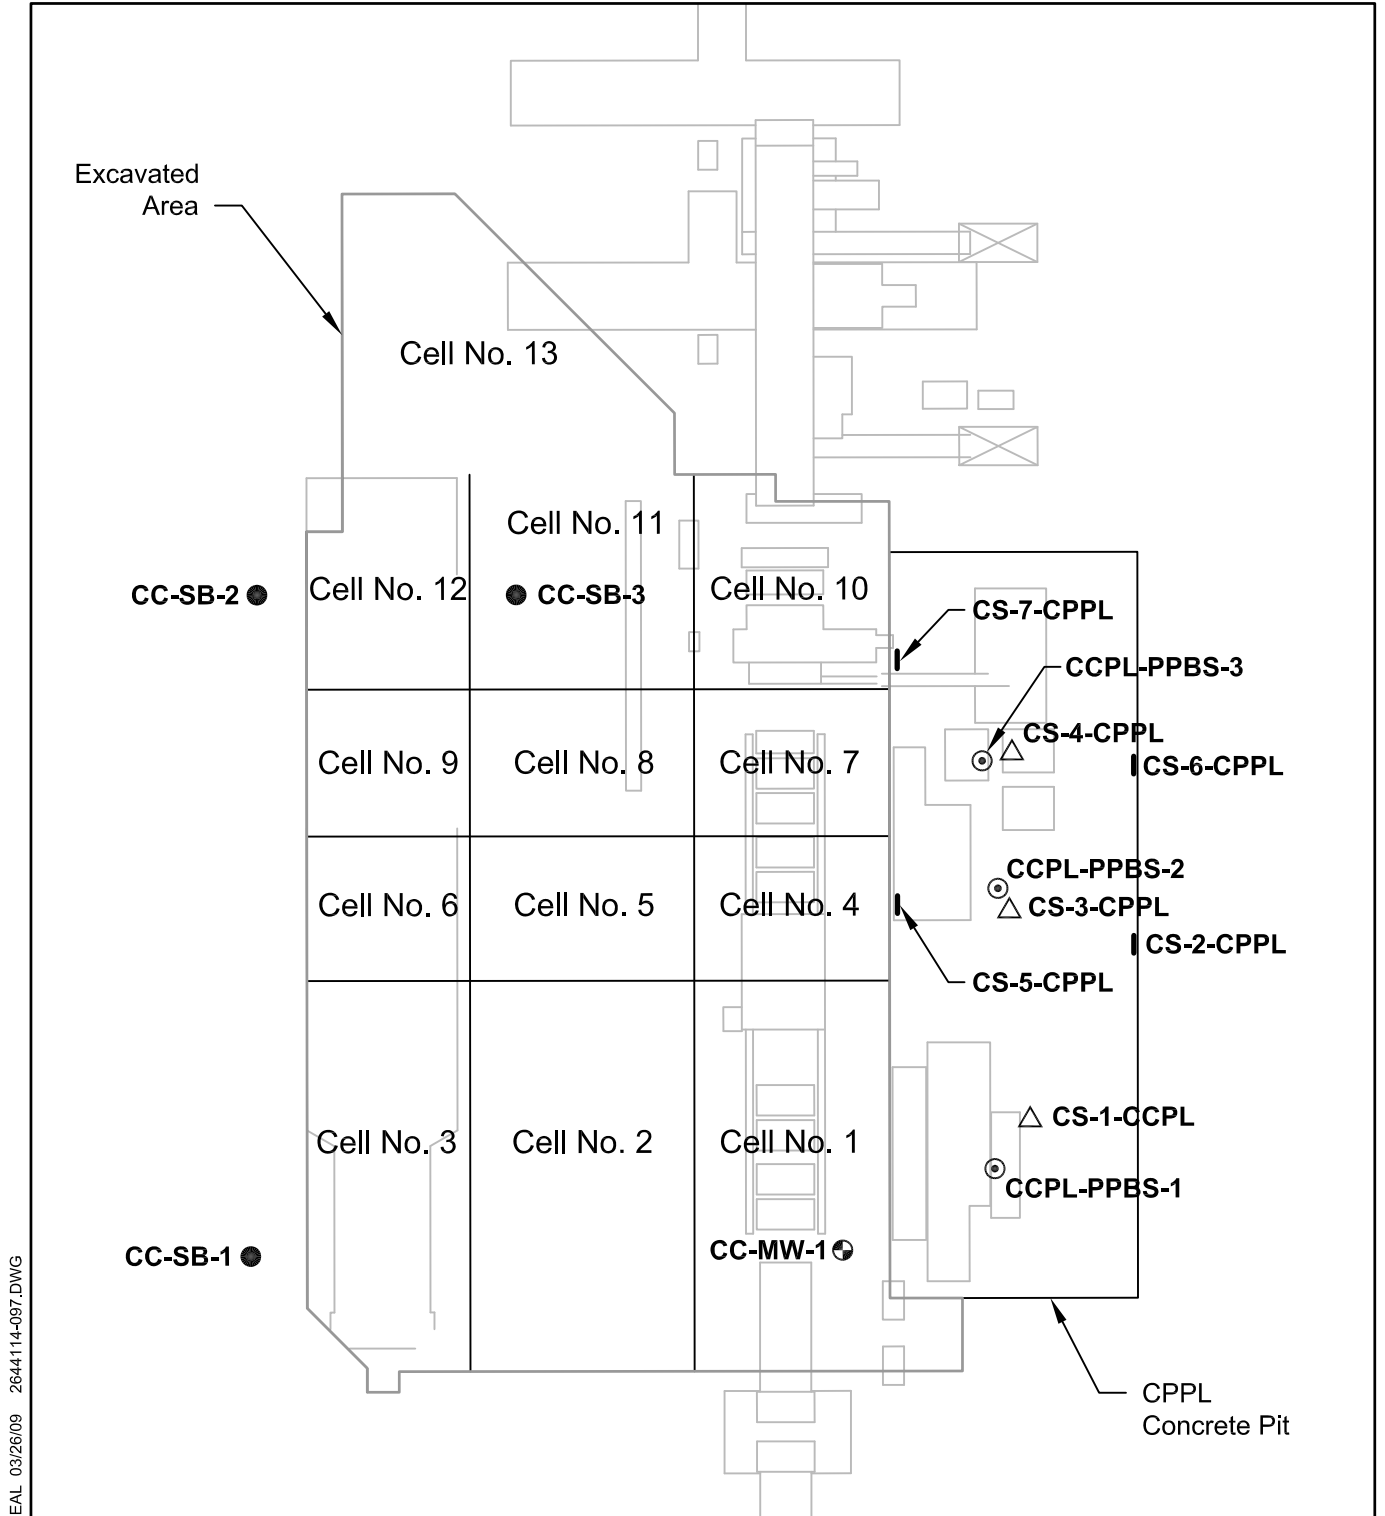 Excavated
Area
Cell No. 13
Cell No. 11
CC-SB-2
Cell No. 12
CC-SB-3
Cell No. 10
CS-7-CPPL
CCPL-PPBS-3
CS-4-CPPL
Cell No. 9
Cell No. 8
Cell No. 7
CS-6-CPPL
CCPL-PPBS-2
Cell No. 6
Cell No. 5
Cell No. 4
CS-3-CPPL
CS-2-CPPL
CS-5-CPPL
CS-1-CCPL
Cell No. 3
Cell No. 2
Cell No. 1
CCPL-PPBS-1
CC-SB-1
CC-MW-1
CPPL
Concrete Pit
EAL 03/26/09 2644114-097.DWG